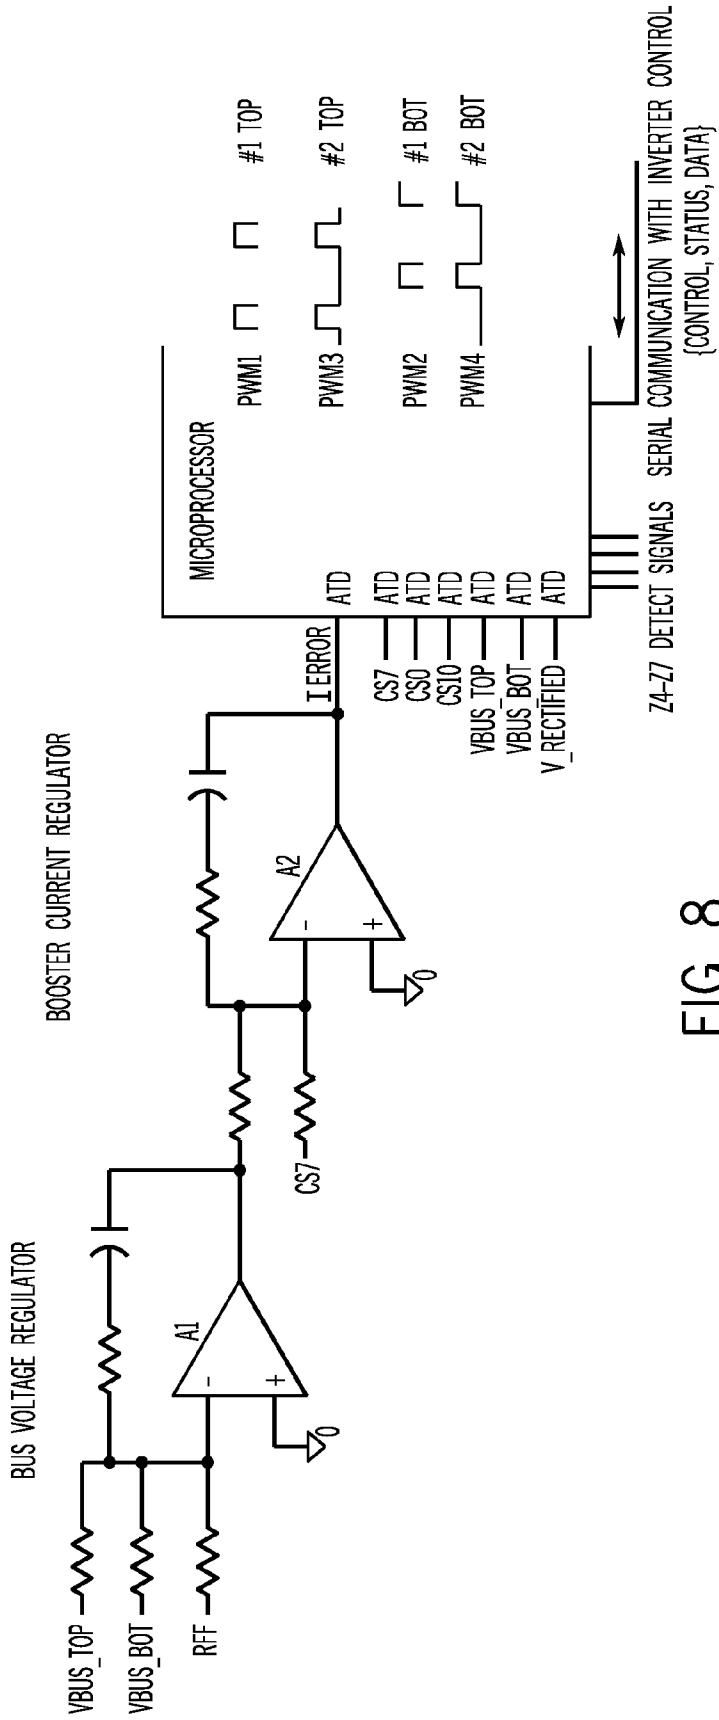 BUS VOLTAGE REGULATOR
VBUS_TOP
VBUS_BOT
RFF
A1
-
+
0
BOOSTER CURRENT REGULATOR
CS7
A2
-
+
0
I ERROR
MICROPROCESSOR
ATD
CS7 ATD
CS0 ATD
CS10 ATD
VBUS_TOP ATD
VBUS_BOT ATD
V_RECTIFIED ATD
PWM1 #1 TOP
PWM3 #2 TOP
PWM2 #1 BOT
PWM4 #2 BOT
Z4-Z7 DETECT SIGNALS
SERIAL COMMUNICATION WITH INVERTER CONTROL
{CONTROL, STATUS, DATA}
FIG. 8